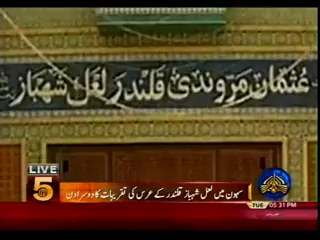 عثمان مروندی قلندر لعل شہباز
LIVE
5
سہون میں لعل شہباز قلندر کے عرس کی تقریبات کا دوسرا دن
TUE 05:31 PM